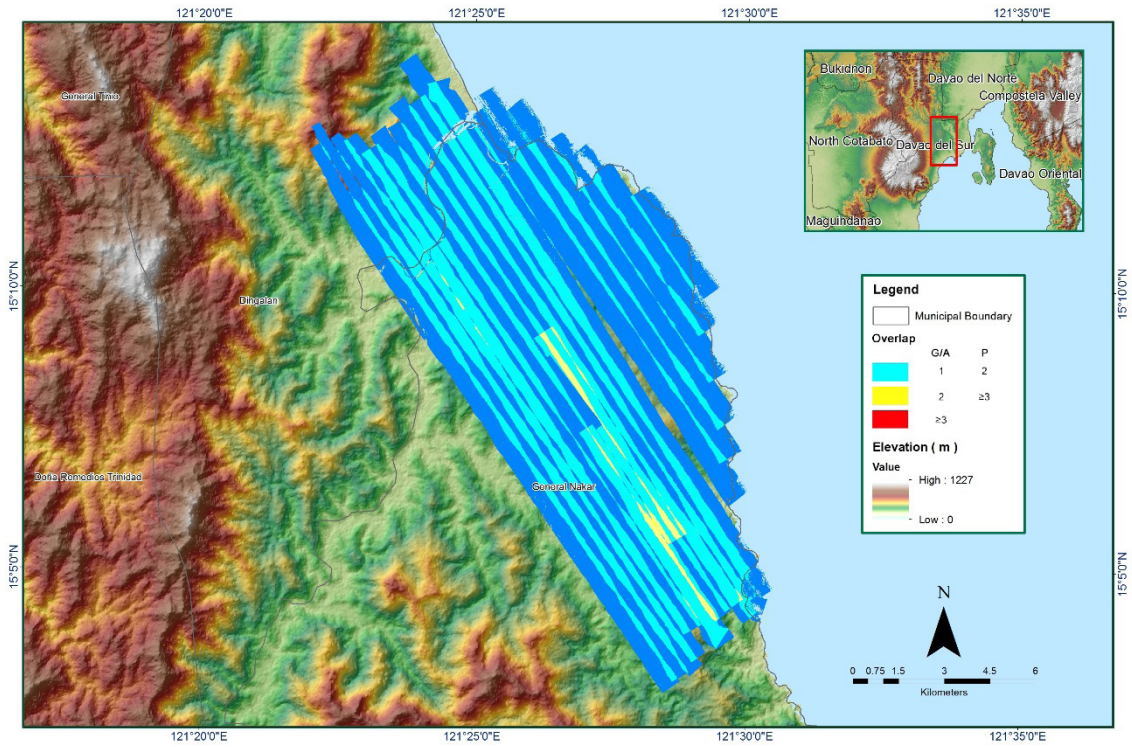 121°20'0"E 121°25'0"E 121°30'0"E 121°35'0"E
General Tinio
Dingalan
Doña Remedios Trinidad
General Nakar
15°10'0"N 15°10'0"N
15°5'0"N 15°5'0"N
Bukidnon
Davao del Norte
Compostela Valley
North Cotabato
Davao del Sur
Davao Oriental
Maguindanao
Legend
Municipal Boundary
Overlap
G/A P
1 2
2 ≥3
≥3
Elevation ( m )
Value
High : 1227
Low : 0
N
0 0.75 1.5 3 4.5 6
Kilometers
121°20'0"E 121°25'0"E 121°30'0"E 121°35'0"E